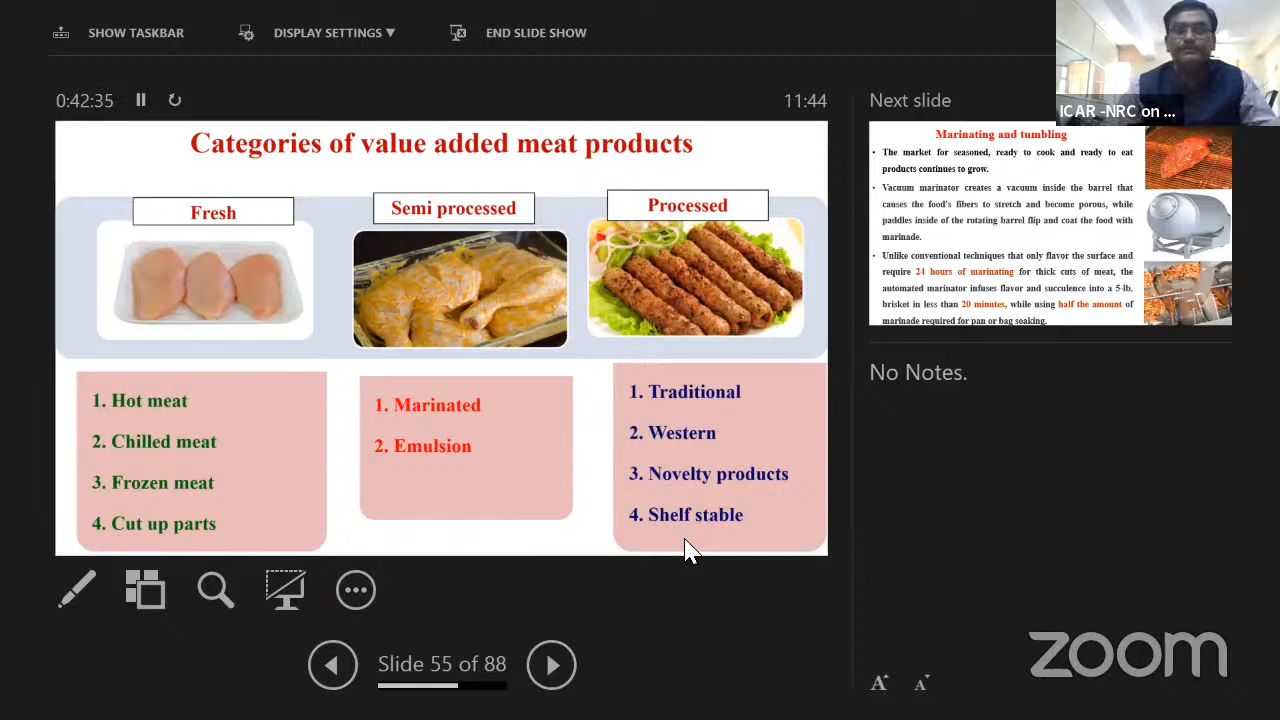 SHOW TASKBAR
DISPLAY SETTINGS ▼
END SLIDE SHOW
0:42:35
11:44
Next slide
ICAR -NRC on ...
Categories of value added meat products
Fresh
Semi processed
Processed
1. Hot meat
2. Chilled meat
3. Frozen meat
4. Cut up parts
1. Marinated
2. Emulsion
1. Traditional
2. Western
3. Novelty products
4. Shelf stable
Marinating and tumbling
• The market for seasoned, ready to cook and ready to eat
products continues to grow.
• Vacuum marinator creates a vacuum inside the barrel that
causes the food's fibers to stretch and become porous, while
paddles inside of the rotating barrel flip and coat the food with
marinade.
• Unlike conventional techniques that only flavor the surface and
require 24 hours of marinating for thick cuts of meat, the
automated marinator infuses flavor and succulence into a 5-lb.
brisket in less than 20 minutes, while using half the amount of
marinade required for pan or bag soaking.
No Notes.
Slide 55 of 88
A A
zoom